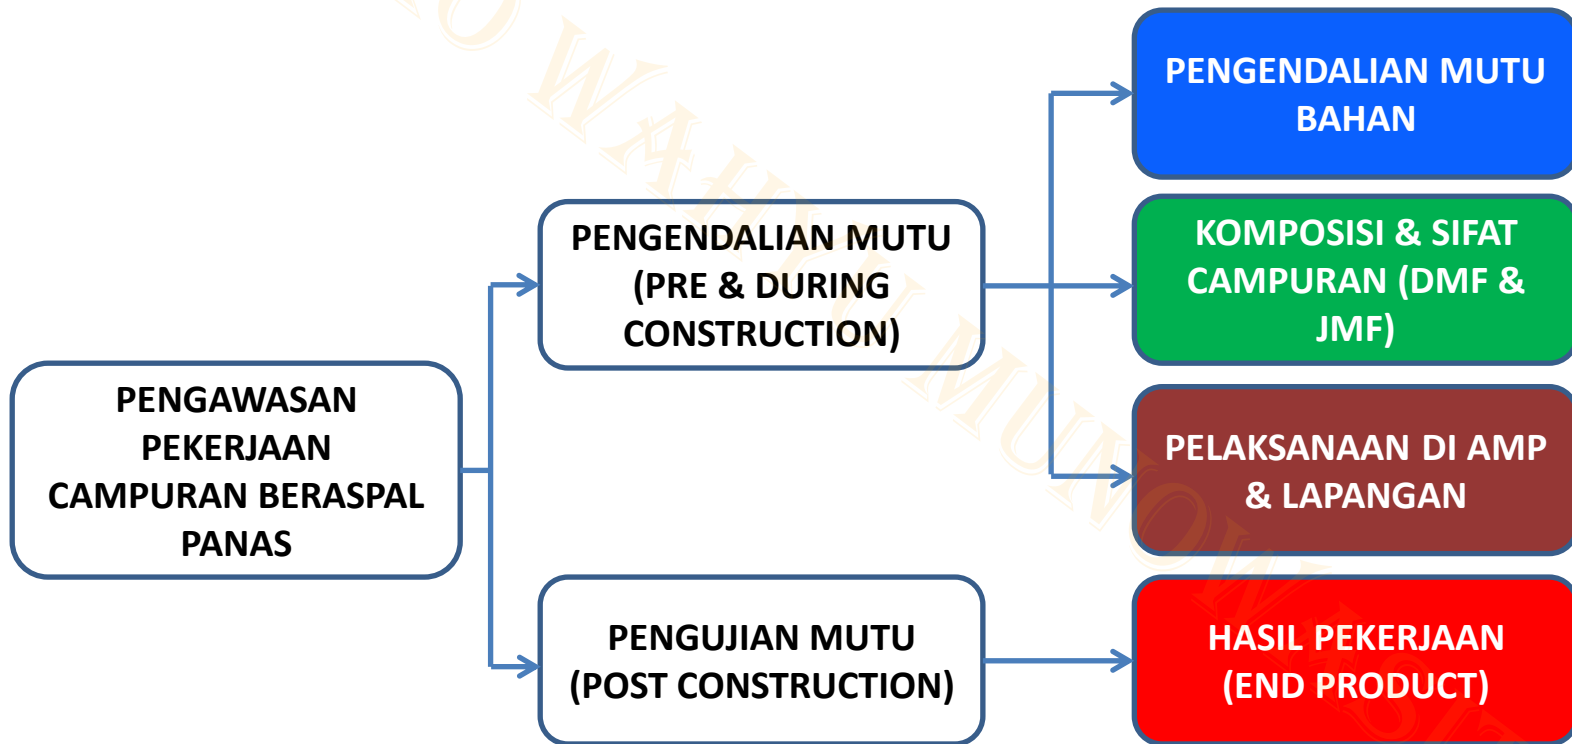 PENGAWASAN
PEKERJAAN
CAMPURAN BERASPAL
PANAS
PENGENDALIAN MUTU
(PRE & DURING
CONSTRUCTION)
PENGUJIAN MUTU
(POST CONSTRUCTION)
PENGENDALIAN MUTU
BAHAN
KOMPOSISI & SIFAT
CAMPURAN (DMF &
JMF)
PELAKSANAAN DI AMP
& LAPANGAN
HASIL PEKERJAAN
(END PRODUCT)
WAHYU